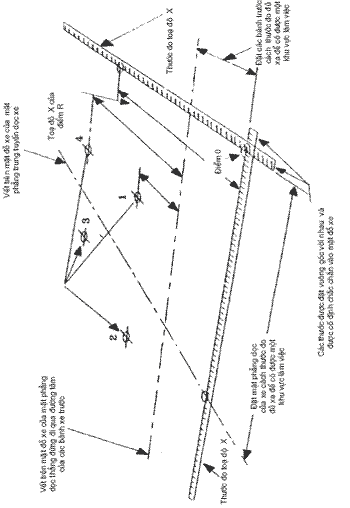 Vết trên mặt đỗ xe của mặt
phẳng trung tuyến dọc xe
Toạ độ X của
điểm R
Thước đo toạ độ X
Đặt các bánh trước
cách thước đo đủ
xa để có được một
khu vực làm việc
4
3
1
2
Điểm 0
Vết trên mặt đỗ xe của mặt phẳng
dọc thẳng đứng đi qua đường tâm
của các bánh xe trước
Thước đo toạ độ X
Đặt mặt phẳng dọc
của xe cách thước đo
đủ xa để có được một
khu vực làm việc
Các thước được đặt vuông góc với nhau và
được cố định chắc chắn vào mặt đỗ xe